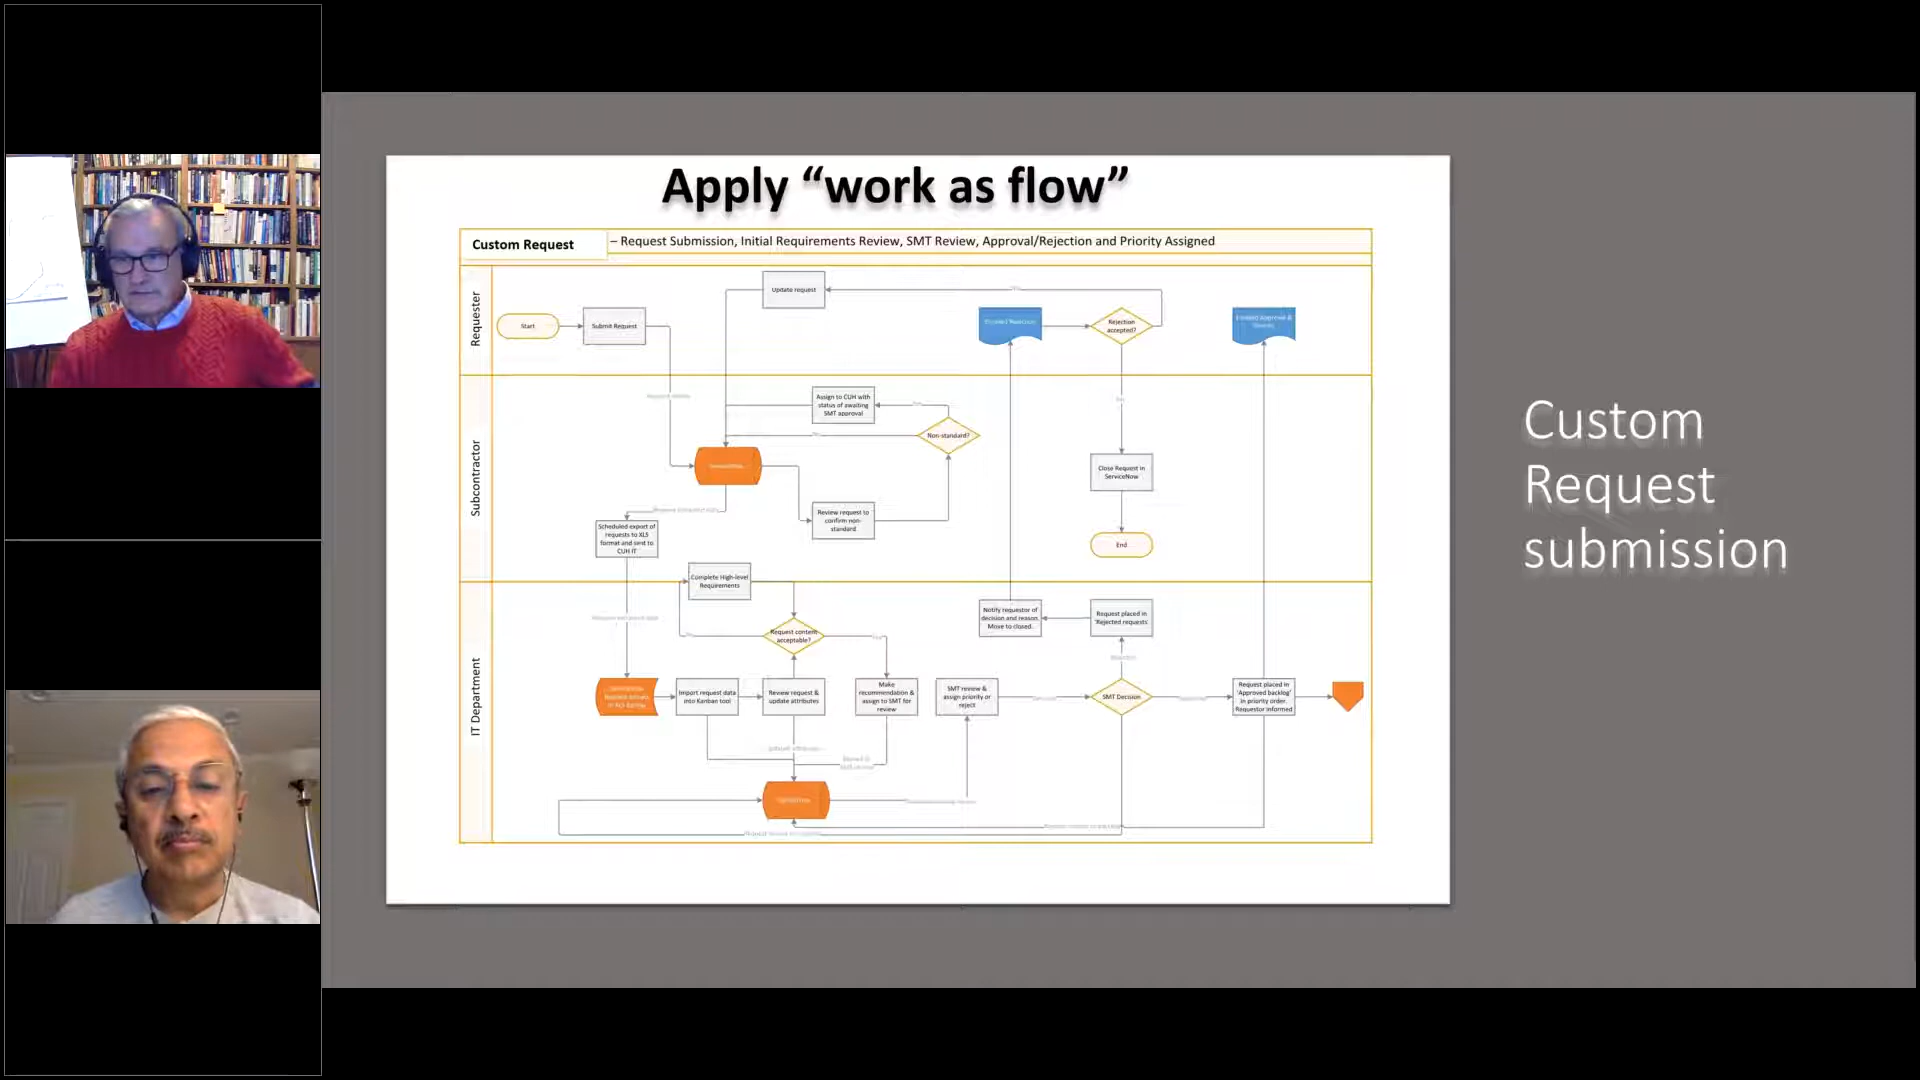 Apply “work as flow”
Custom Request
– Request Submission, Initial Requirements Review, SMT Review, Approval/Rejection and Priority Assigned
Requester
Start
Submit Request
Update request
Rejection
accepted?
Subcontractor
Assign to CUH with
status of awaiting
SMT approval
Non-standard?
Review request to
confirm non-
standard
Scheduled export of
requests to XLS
format and sent to
CUH IT
Close Request in
ServiceNow
End
IT Department
Complete High-level
Requirements
Request content
acceptable?
Import request data
into Kanban tool
Review request &
update attributes
Make
recommendation &
assign to SMT for
review
SMT review &
assign priority or
reject
Notify requestor of
decision and reason.
Move to closed.
Request placed in
'Rejected requests'
SMT Decision
Request placed in
'Approved backlog'
in priority order.
Requestor informed
Custom
Request
submission